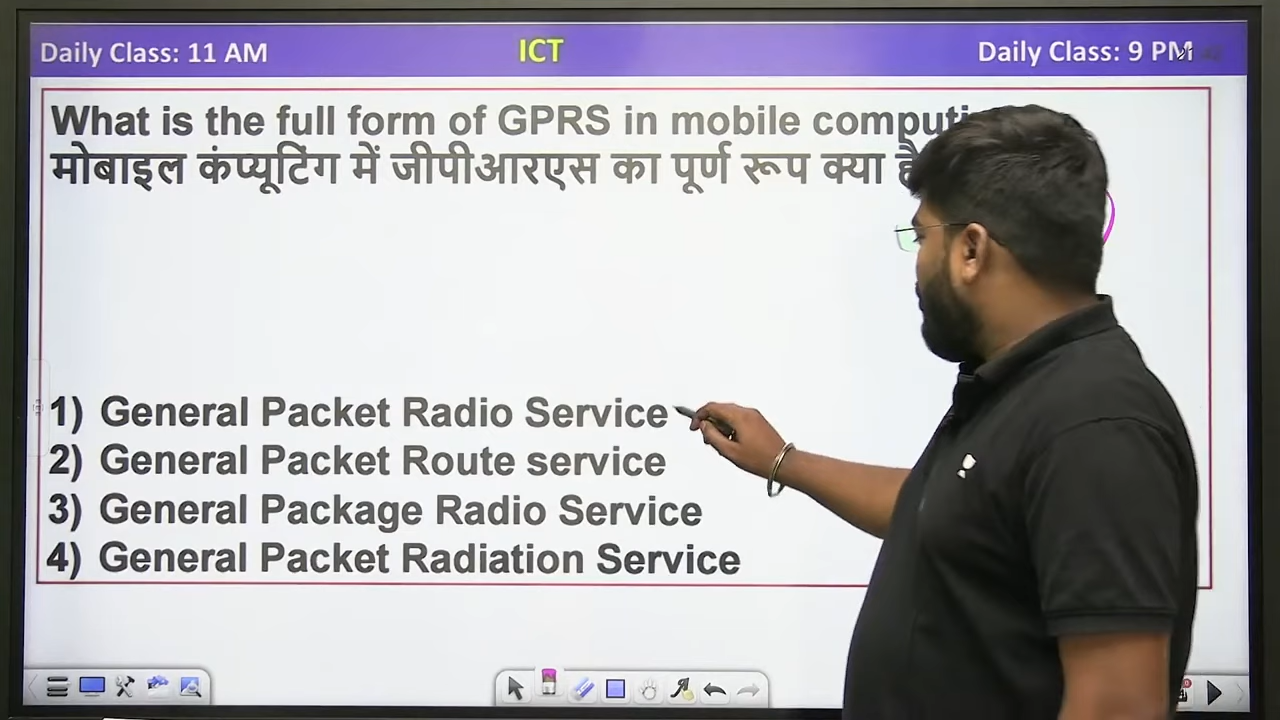 Daily Class: 11 AM
ICT
Daily Class: 9 PM
What is the full form of GPRS in mobile
मोबाइल कंप्यूटिंग में जीपीआरएस का पूर्ण रूप क्या
1) General Packet Radio Service
2) General Packet Route service
3) General Package Radio Service
4) General Packet Radiation Service